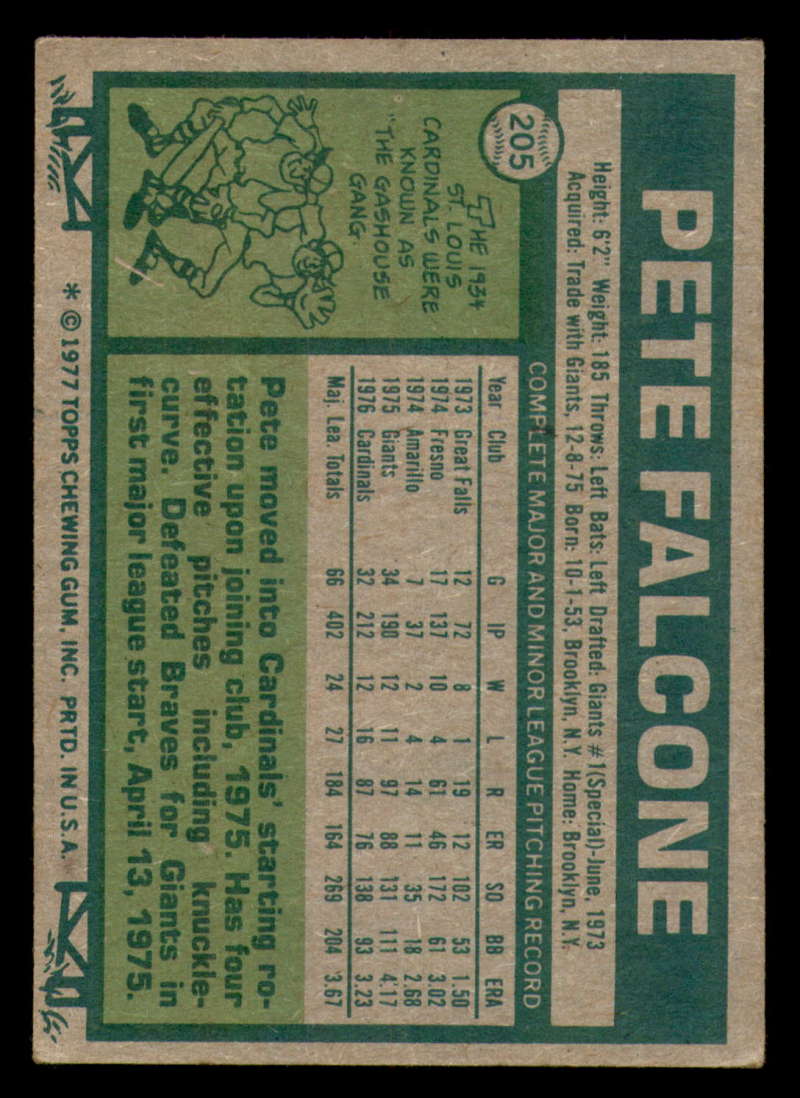 205
PETE FALCONE
Height: 6'2" Weight: 185 Throws: Left Bats: Left Drafted: Giants #1(Special)-June, 1973
Acquired: Trade with Giants, 12-8-75 Born: 10-1-53, Brooklyn, N.Y. Home: Brooklyn, N.Y.
COMPLETE MAJOR AND MINOR LEAGUE PITCHING RECORD
Year Club G IP W L R ER SO BB ERA
1973 Great Falls 12 72 8 1 19 12 102 53 1.50
1974 Fresno 17 137 10 4 61 46 172 61 3.02
1974 Amarillo 7 37 2 4 14 11 35 18 2.68
1975 Giants 34 190 12 11 97 88 131 111 4.17
1976 Cardinals 32 212 12 16 87 76 138 93 3.23
Maj. Lea. Totals 66 402 24 27 184 164 269 204 3.67
THE 1934
ST. LOUIS
CARDINALS WERE
KNOWN AS
"THE GASHOUSE
GANG.
Pete moved into Cardinals' starting ro-
tation upon joining club, 1975. Has four
effective pitches including knuckle-
curve. Defeated Braves for Giants in
first major league start, April 13, 1975.
* © 1977 TOPPS CHEWING GUM, INC. PRTD. IN U.S.A.